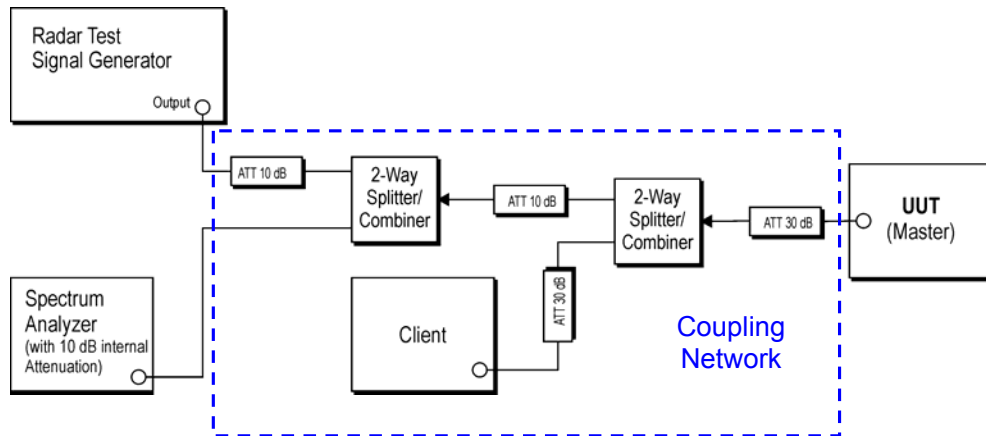 Radar Test
Signal Generator
Output
ATT 10 dB
2-Way
Splitter/
Combiner
ATT 10 dB
2-Way
Splitter/
Combiner
ATT 30 dB
UUT
(Master)
Spectrum
Analyzer
(with 10 dB internal
Attenuation)
Client
ATT 30 dB
Coupling
Network